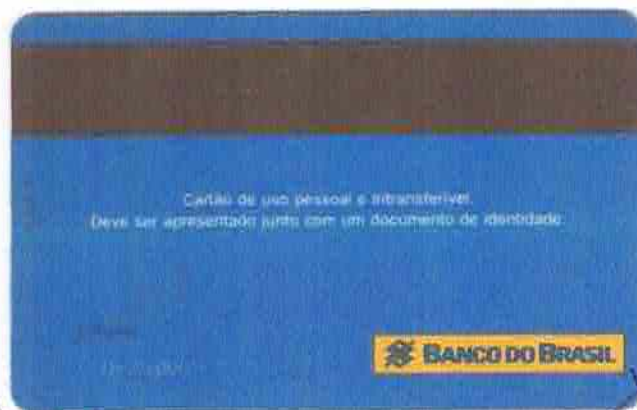 Cartão de uso pessoal e intransferível.
Deve ser apresentado junto com um documento de identidade.
BANCO DO BRASIL